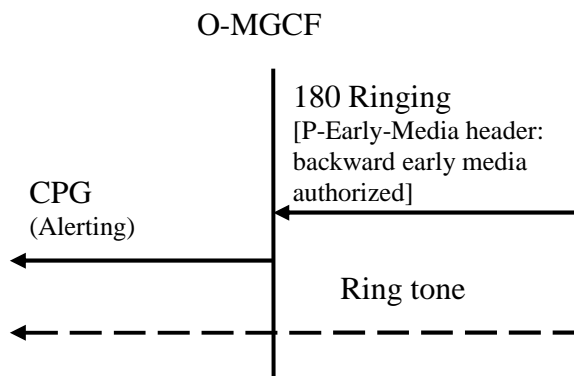 O-MGCF
180 Ringing
[P-Early-Media header:
backward early media
authorized]
CPG
(Alerting)
Ring tone